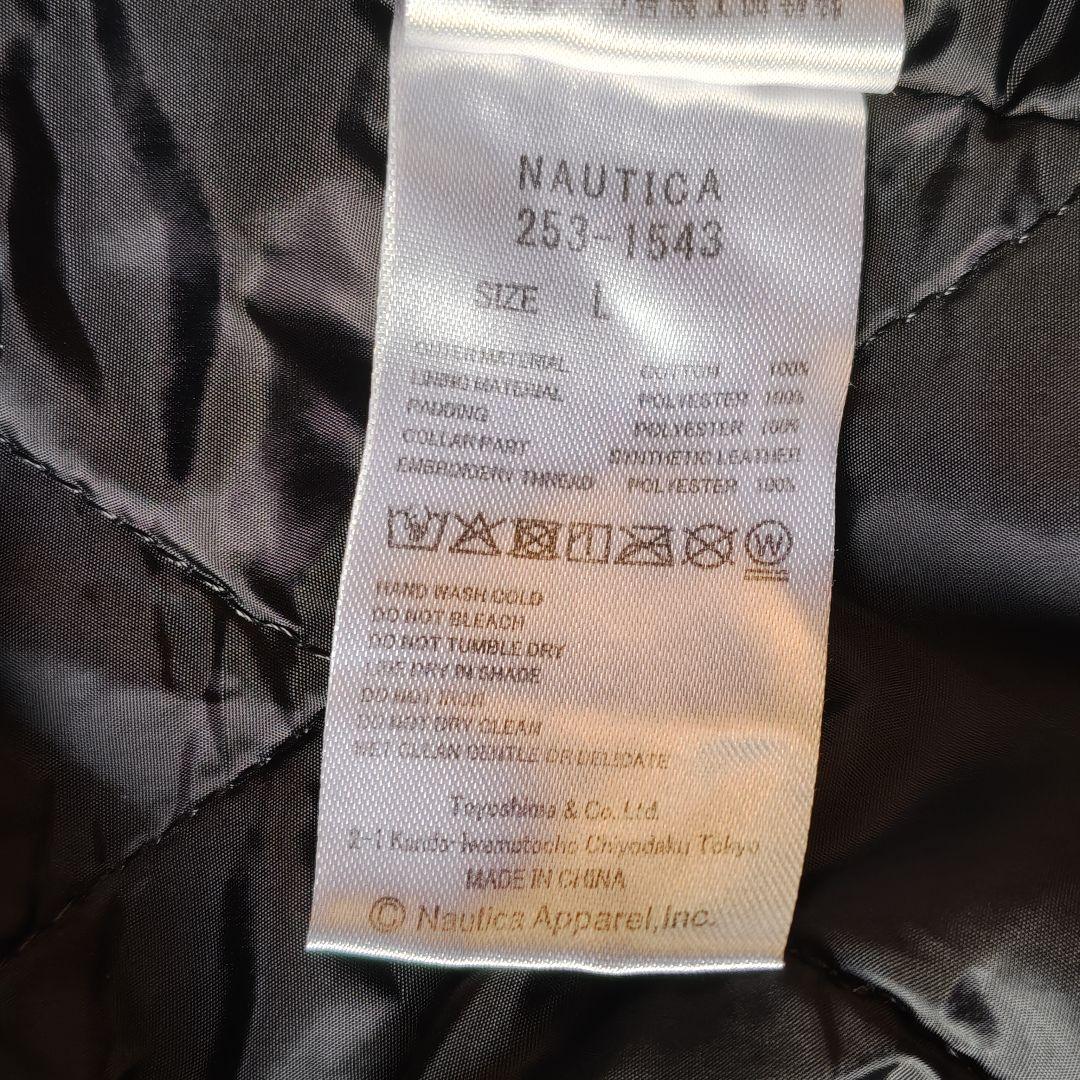 NAUTICA
253-1543
SIZE L
OUTER MATERIAL COTTON 100%
LINING MATERIAL POLYESTER 100%
PADDING POLYESTER 100%
COLLAR PART SYNTHETIC LEATHER
EMBROIDERY THREAD POLYESTER 100%
W
HAND WASH COLD
DO NOT BLEACH
DO NOT TUMBLE DRY
LINE DRY IN SHADE
DO NOT IRON
DO NOT DRY CLEAN
WET CLEAN GENTLE OR DELICATE
Toyoshima & Co.Ltd.
2-1 Kanda-Iwamotocho Chiyodaku Tokyo
MADE IN CHINA
© Nautica Apparel,Inc.